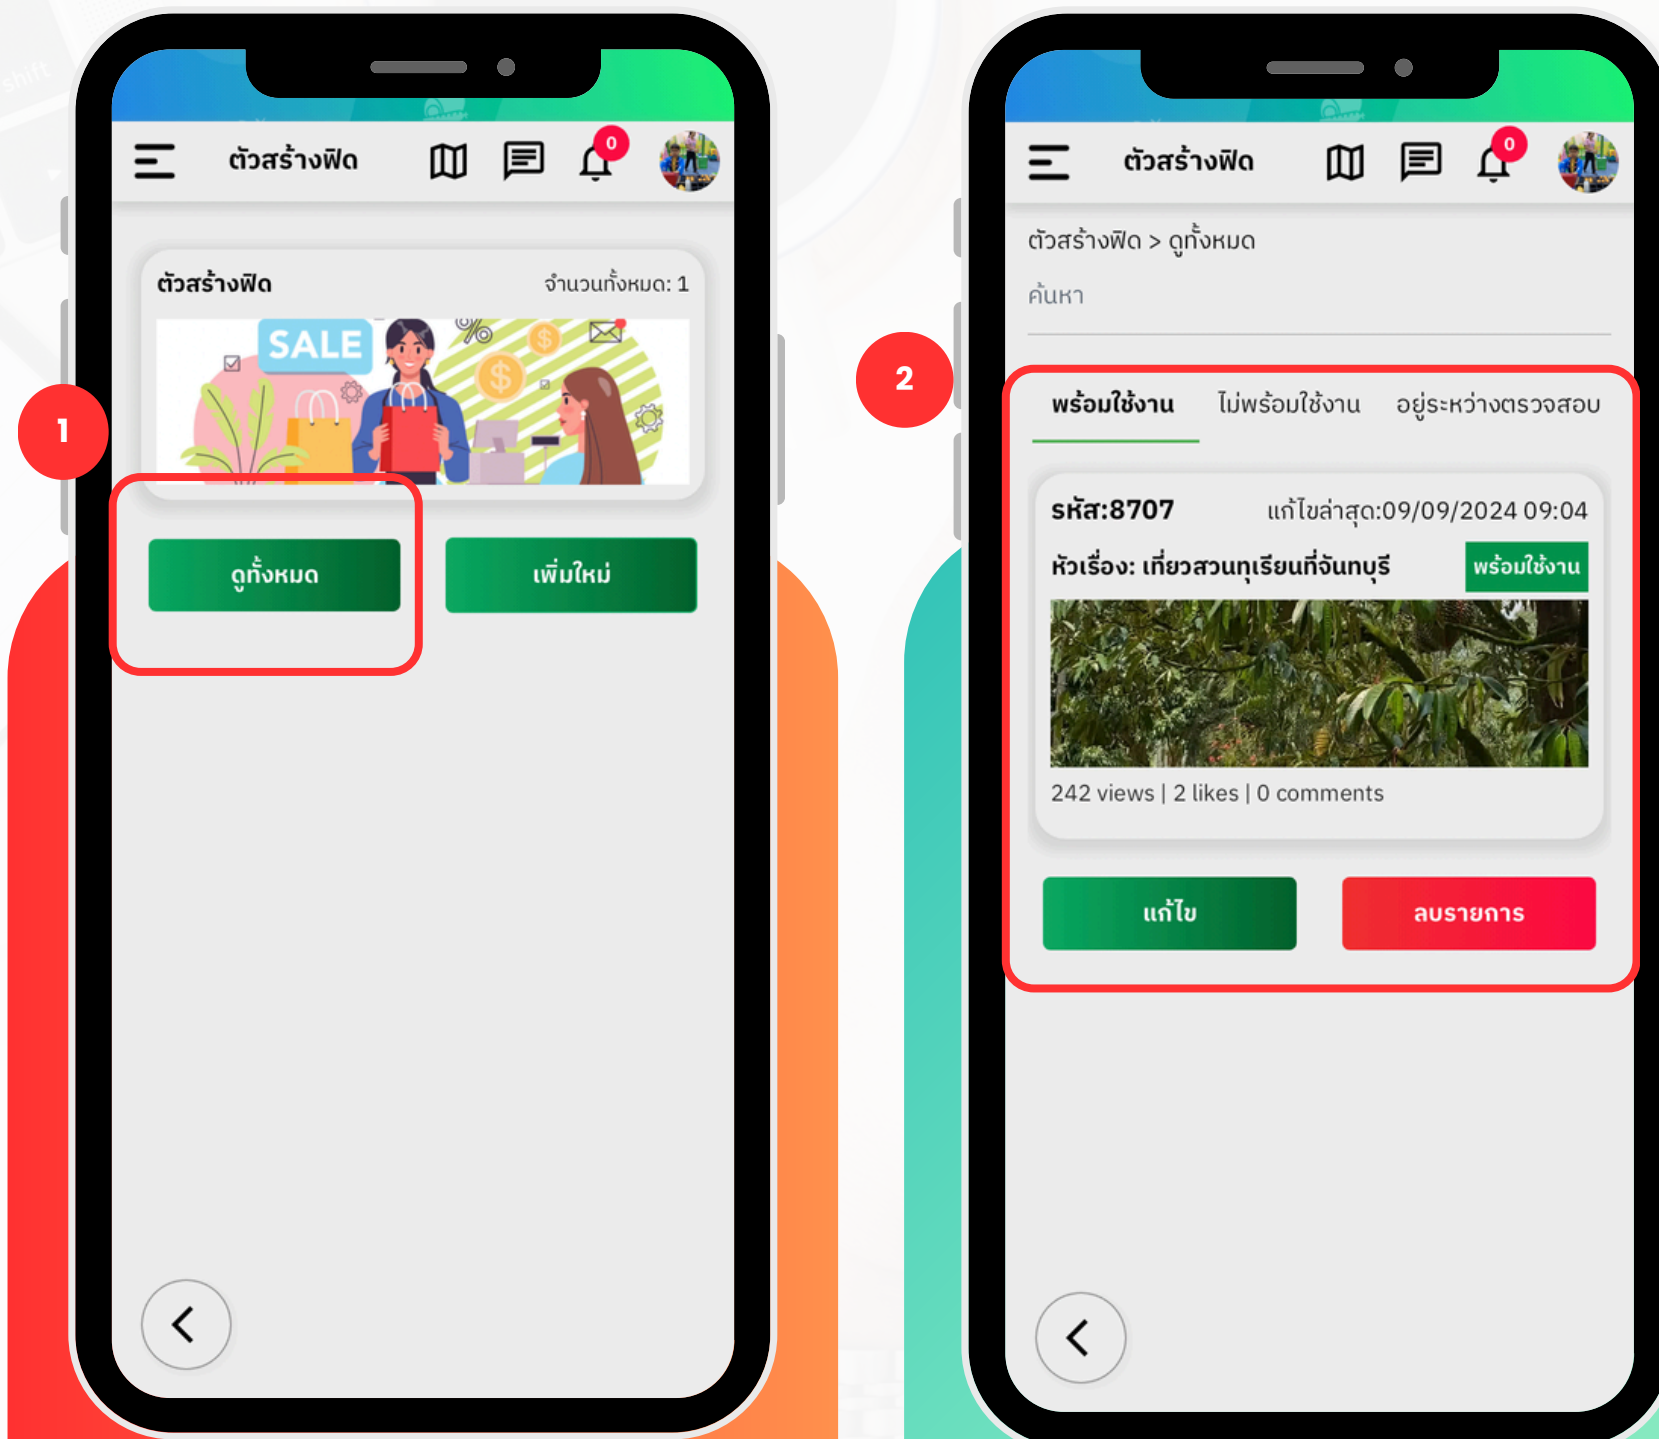 shift
1
ตัวสร้างฟีด
0
ตัวสร้างฟีด
จำนวนทั้งหมด: 1
SALE
%
$
$
ดูทั้งหมด
เพิ่มใหม่
2
ตัวสร้างฟีด
0
ตัวสร้างฟีด > ดูทั้งหมด
ค้นหา
พร้อมใช้งาน ไม่พร้อมใช้งาน อยู่ระหว่างตรวจสอบ
รหัส:8707 แก้ไขล่าสุด:09/09/2024 09:04
หัวเรื่อง: เที่ยวสวนทุเรียนที่จันทบุรี พร้อมใช้งาน
242 views | 2 likes | 0 comments
แก้ไข
ลบรายการ